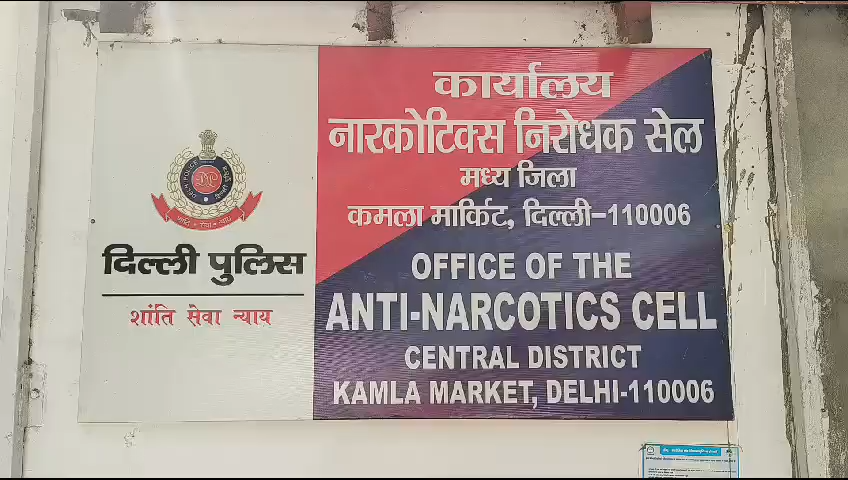 दिल्ली पुलिस
शांति सेवा न्याय
कार्यालय
नारकोटिक्स निरोधक सेल
मध्य जिला
कमला मार्किट, दिल्ली-110006
OFFICE OF THE
ANTI-NARCOTICS CELL
CENTRAL DISTRICT
KAMLA MARKET, DELHI-110006